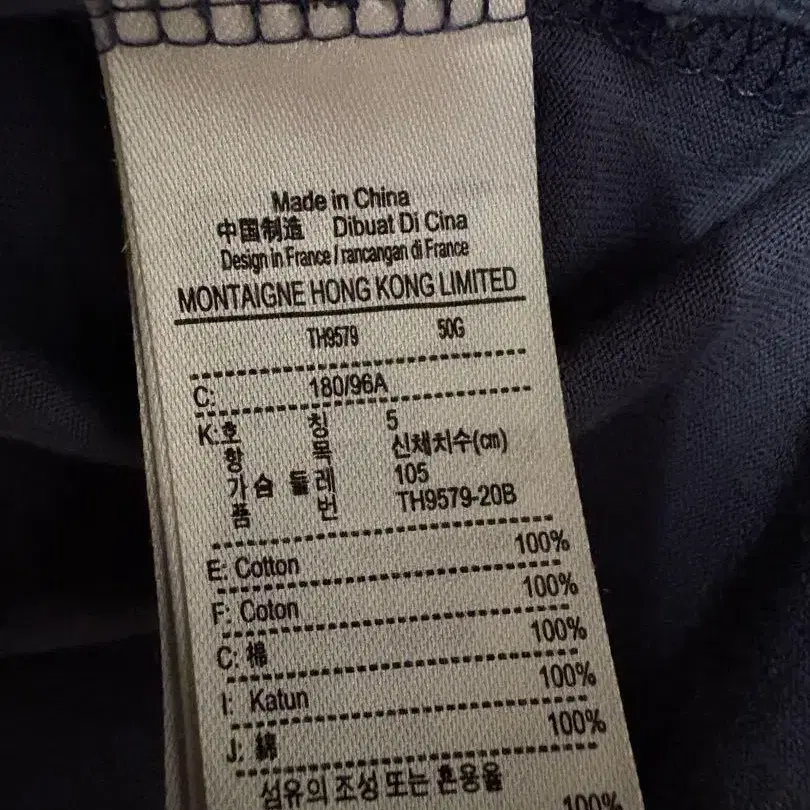 Made in China
中国制造 Dibuat Di Cina
Design in France / rancangan di France
MONTAIGNE HONG KONG LIMITED
TH9579 50G
C: 180/96A
K: 호 칭 5
항 목 신체치수(cm)
가슴 둘레 105
품 번 TH9579-20B
E: Cotton 100%
F: Coton 100%
C: 棉 100%
I: Katun 100%
J: 綿 100%
섬유의 조성 또는 혼용율
100%